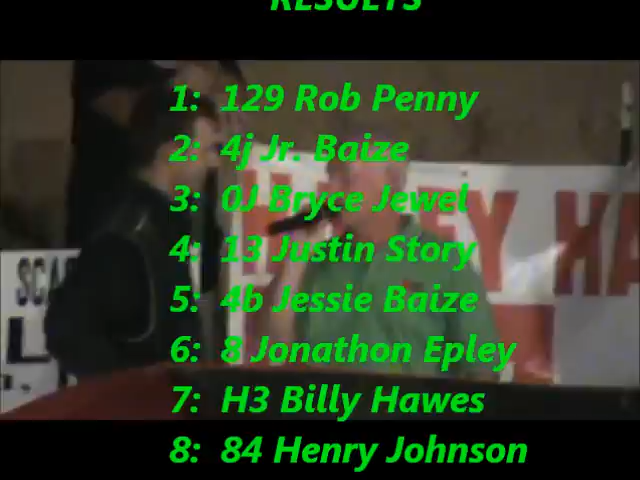 RESULTS
1: 129 Rob Penny
2: 4j Jr. Baize
3: 0J Bryce Jewel
4: 13 Justin Story
5: 4b Jessie Baize
6: 8 Jonathon Epley
7: H3 Billy Hawes
8: 84 Henry Johnson